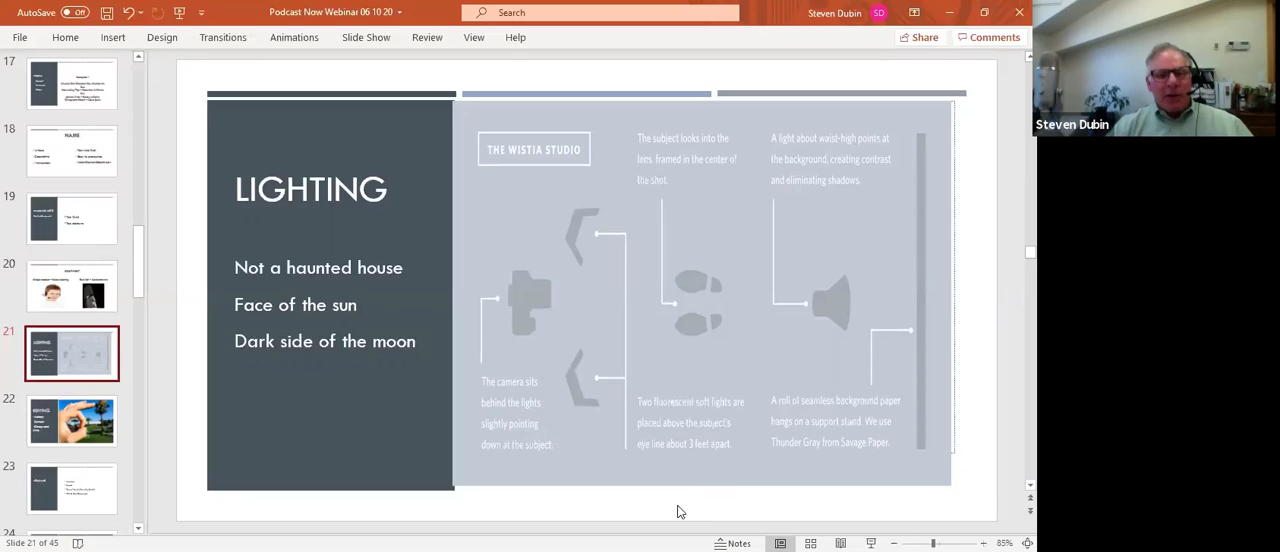 AutoSave Off
Podcast Now Webinar 06 10 20
Search
Steven Dubin SD
File Home Insert Design Transitions Animations Slide Show Review View Help
Share Comments
17
18
NAME
19
20
21
LIGHTING
22
EDITING
23
24
LIGHTING
Not a haunted house
Face of the sun
Dark side of the moon
THE WISTIA STUDIO
The subject looks into the
lens, framed in the center of
the shot.
A light about waist-high points at
the background, creating contrast
and eliminating shadows.
The camera sits
behind the lights
slightly pointing
down at the subject.
Two fluorescent soft lights are
placed above the subject's
eye line about 3 feet apart.
A roll of seamless background paper
hangs on a support stand. We use
Thunder Gray from Savage Paper.
Steven Dubin
Slide 21 of 45
Notes
85%